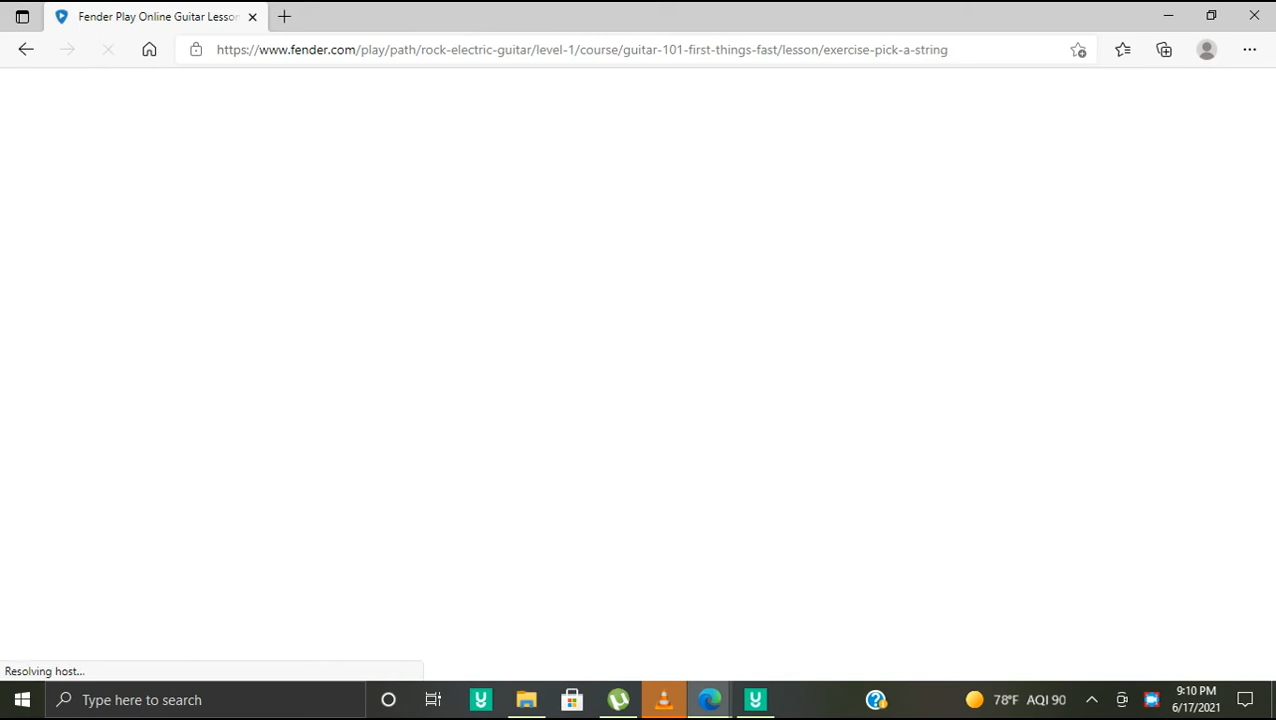 Fender Play Online Guitar Lesson
https://www.fender.com/play/path/rock-electric-guitar/level-1/course/guitar-101-first-things-fast/lesson/exercise-pick-a-string
Resolving host...
Type here to search
78°F AQI 90
9:10 PM
6/17/2021